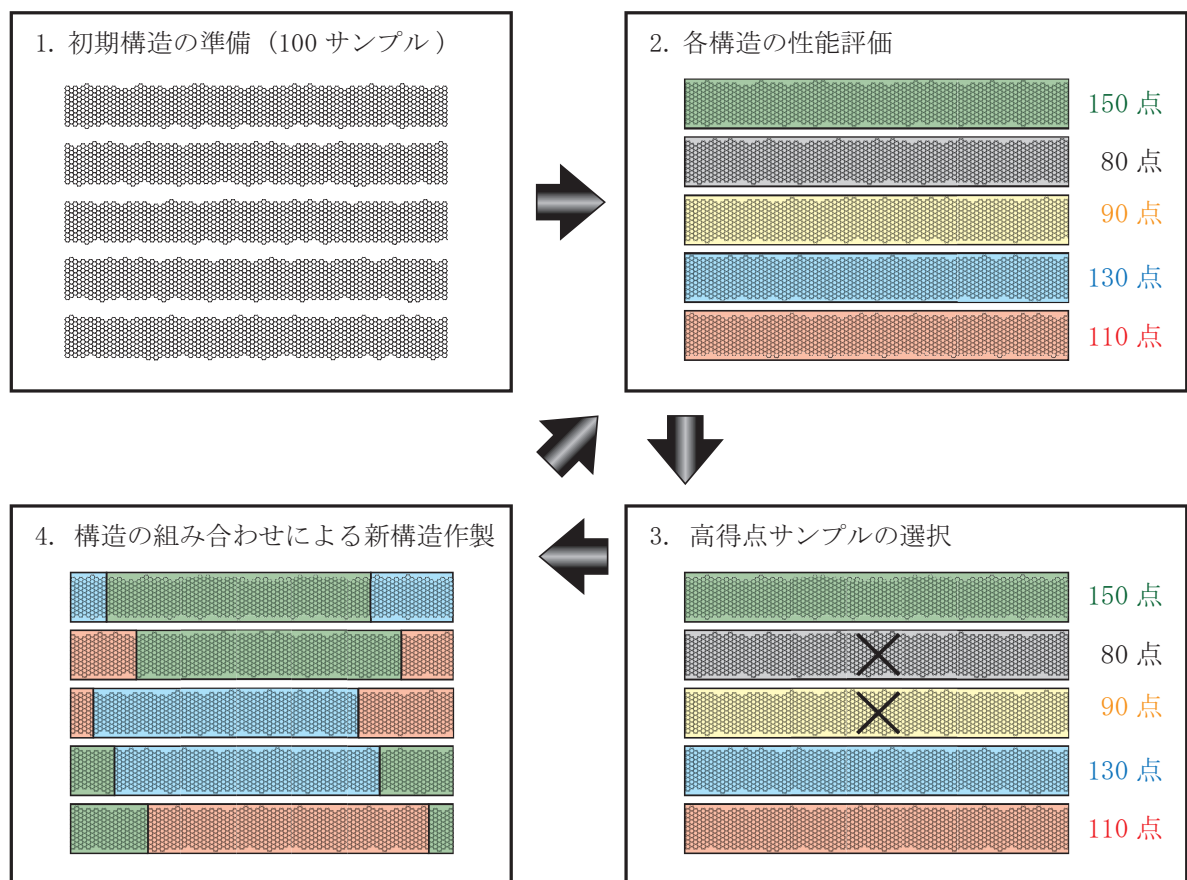 1. 初期構造の準備（100 サンプル）
2. 各構造の性能評価
150 点
80 点
90 点
130 点
110 点
4. 構造の組み合わせによる新構造作製
3. 高得点サンプルの選択
150 点
80 点
90 点
130 点
110 点